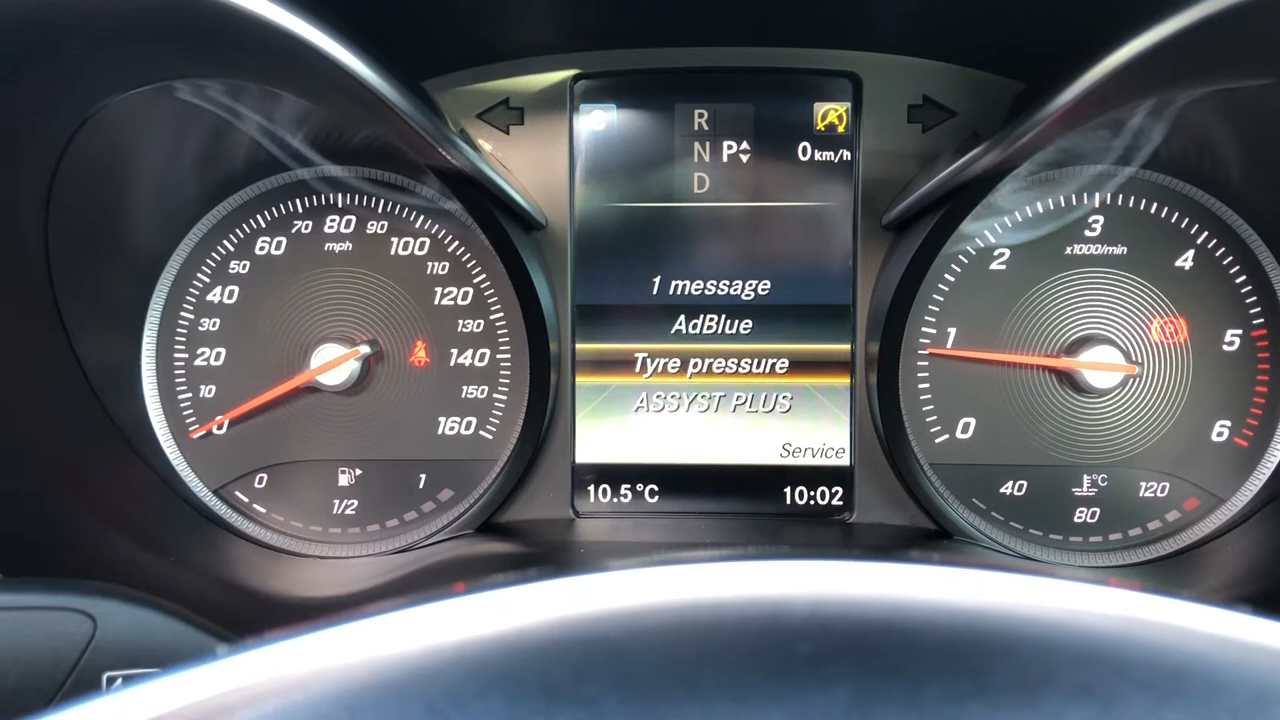 R
N P
D
0 km/h
1 message
AdBlue
Tyre pressure
ASSYST PLUS
Service
10.5°C 10:02
0
10
20
30
40
50
60
70
80
90
100
110
120
130
140
150
160
mph
0 1/2 1
0
1
2
3
4
5
6
x1000/min
(P)
40 80 120
°C